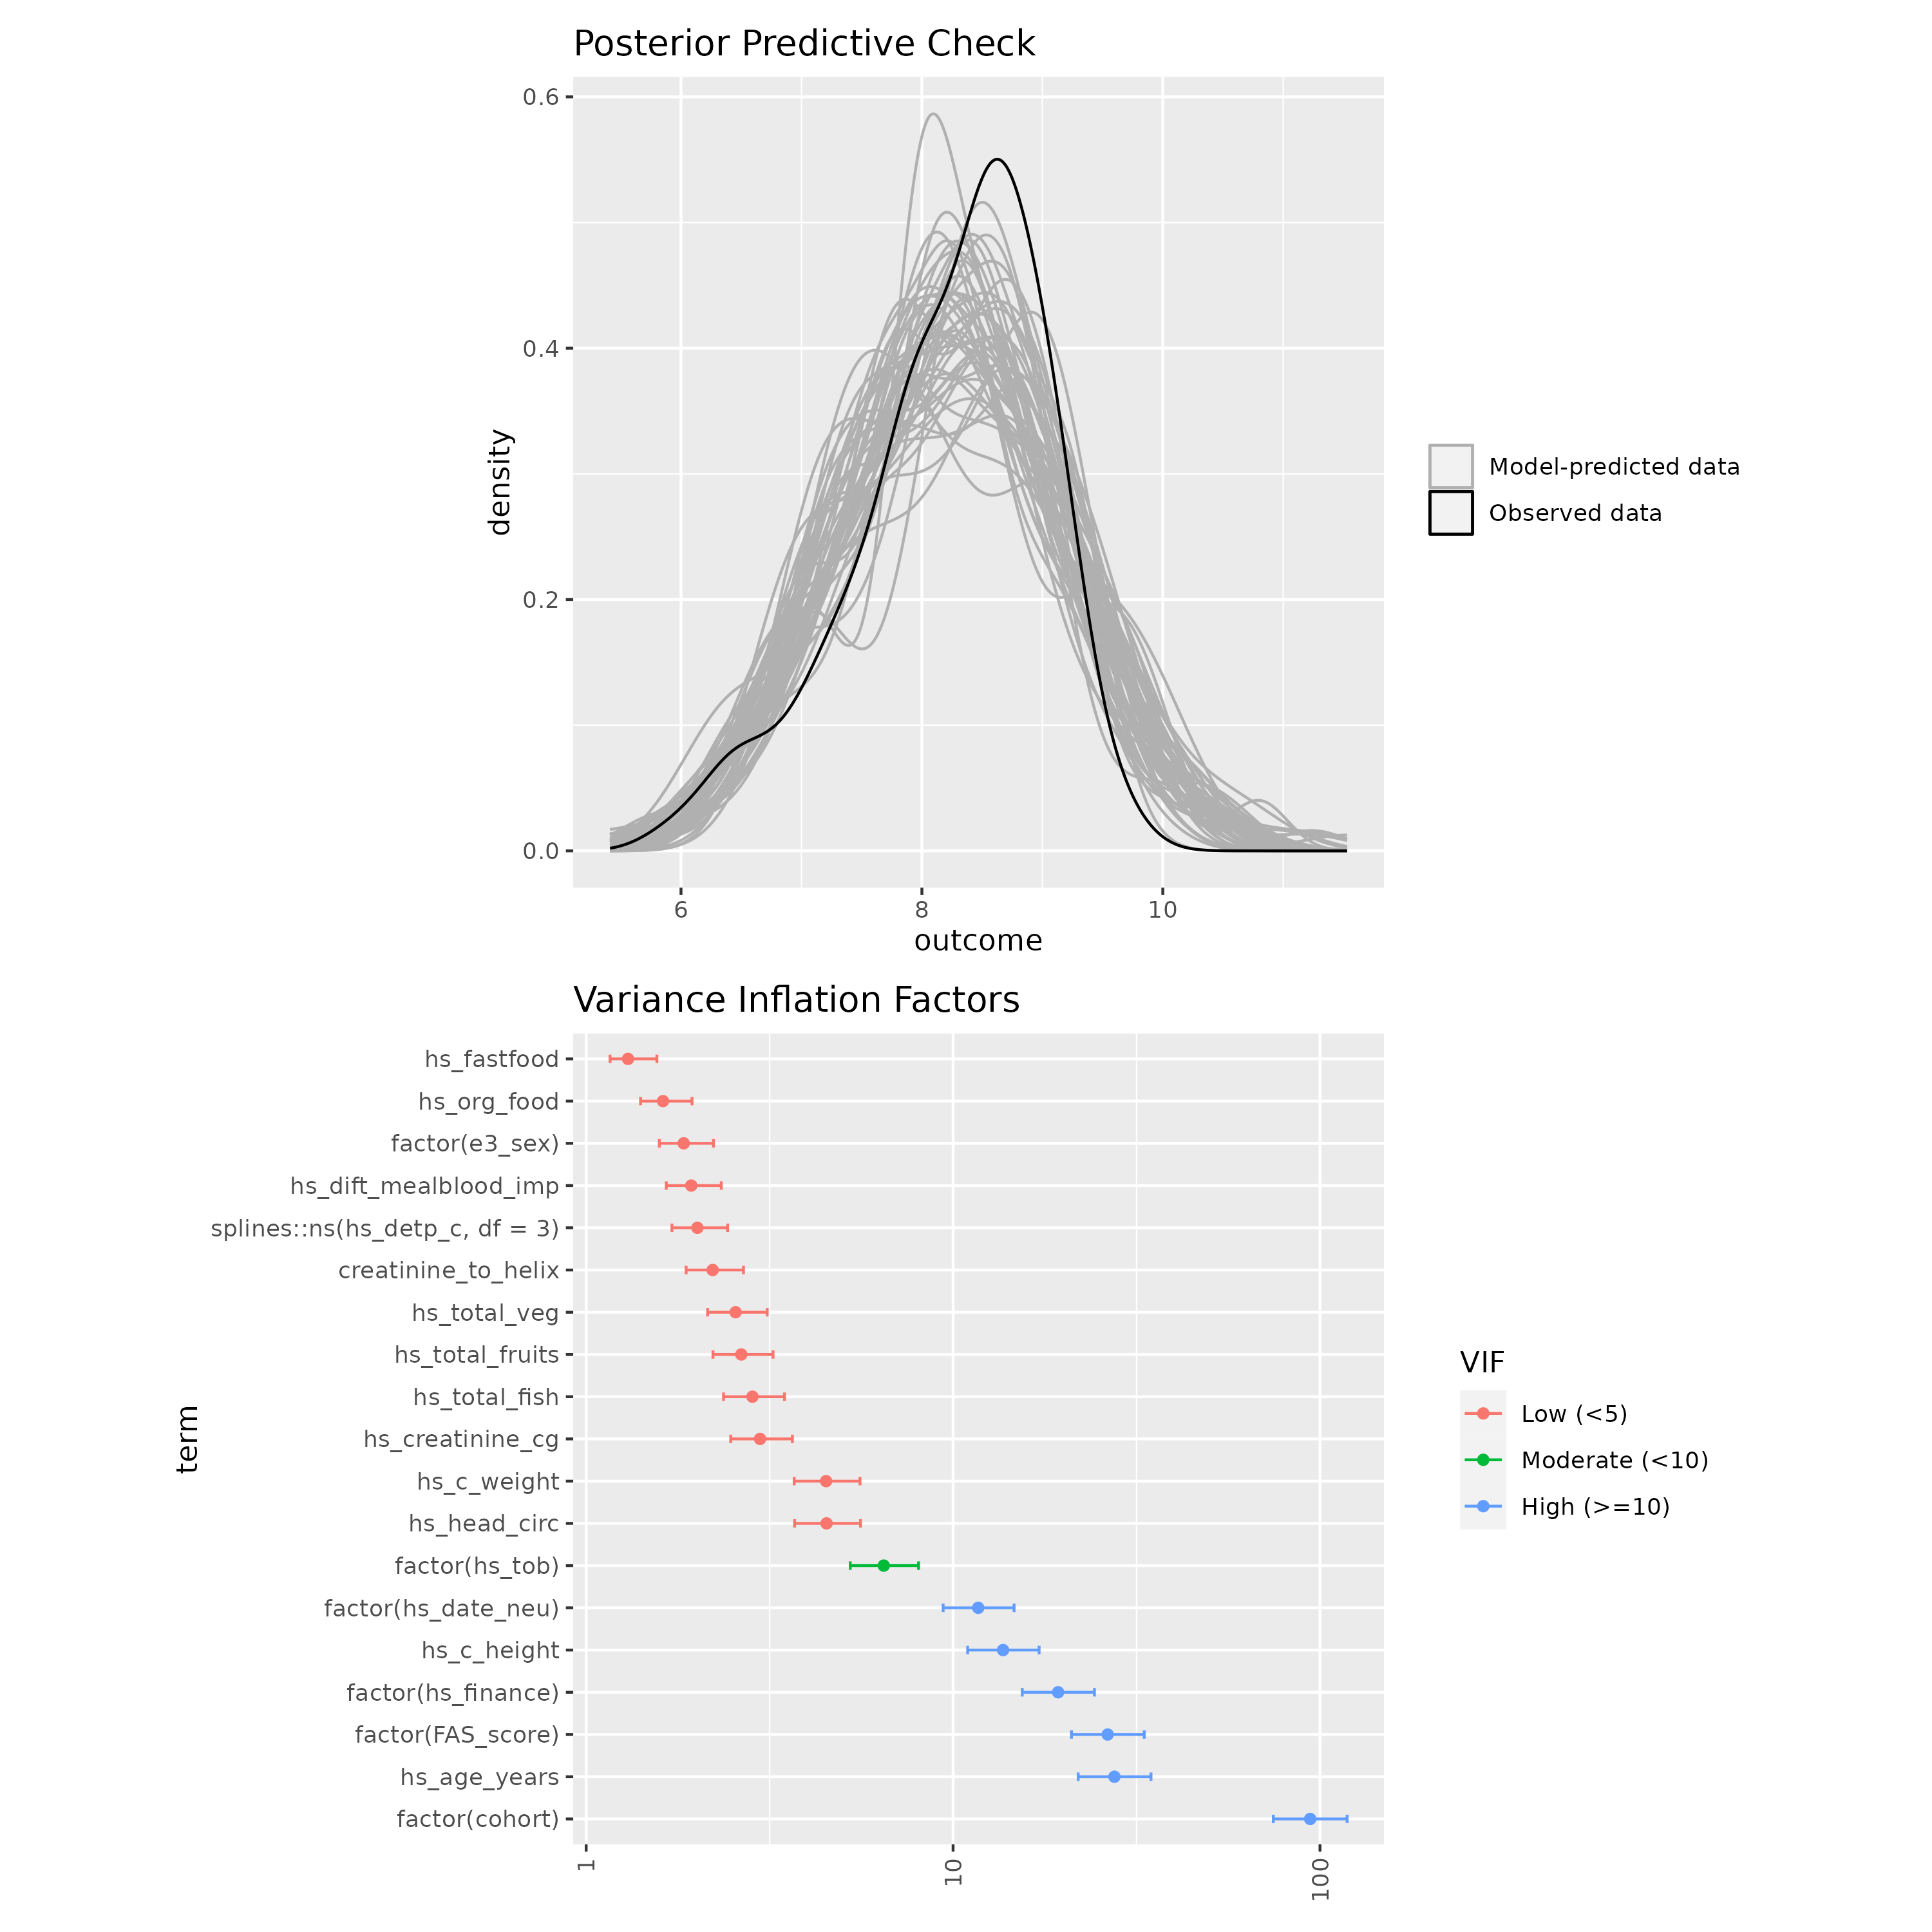 Posterior Predictive Check
0.6
0.4
0.2
0.0
density
6
8
10
outcome
Model-predicted data
Observed data
Variance Inflation Factors
term
hs_fastfood
hs_org_food
factor(e3_sex)
hs_dift_mealblood_imp
splines::ns(hs_detp_c, df = 3)
creatinine_to_helix
hs_total_veg
hs_total_fruits
hs_total_fish
hs_creatinine_cg
hs_c_weight
hs_head_circ
factor(hs_tob)
factor(hs_date_neu)
hs_c_height
factor(hs_finance)
factor(FAS_score)
hs_age_years
factor(cohort)
1
10
100
VIF
Low (<5)
Moderate (<10)
High (>=10)